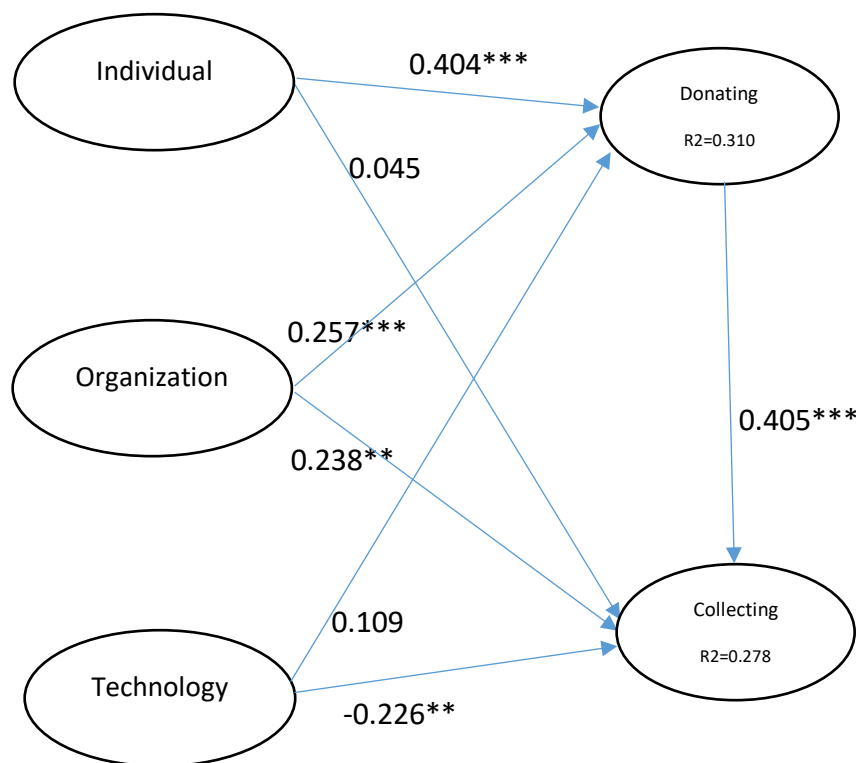 Individual
0.404***
Donating
R2=0.310
0.045
0.257***
Organization
0.405***
0.238**
0.109
Collecting
R2=0.278
Technology
-0.226**